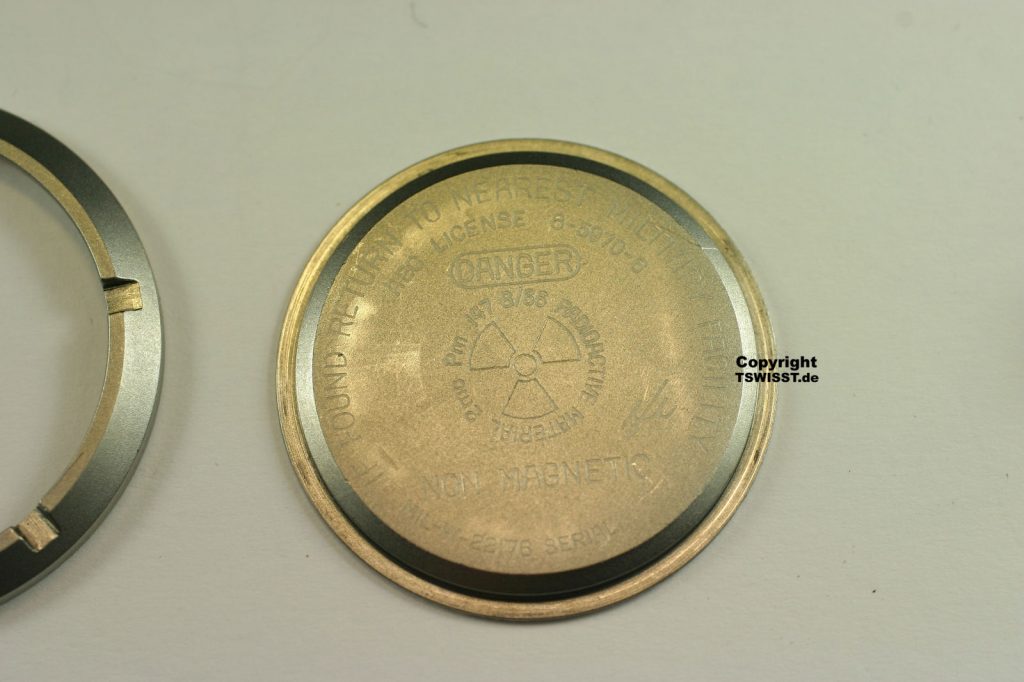 IF FOUND RETURN TO NEAREST MILITARY FACILITY
AEC LICENSE 8-5970-8
DANGER
RADIOACTIVE MATERIAL 2mc Pm 147 8/66
NON MAGNETIC
MIL-W-22176 SERIAL
Copyright
TSWISST.de